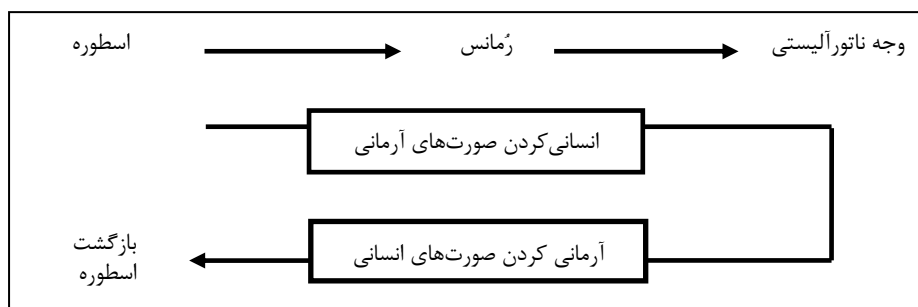 وجه ناتورآلیستی
رُمانس
اسطوره
انسانی‌کردن صورت‌های آرمانی
آرمانی کردن صورت‌های انسانی
بازگشت
اسطوره